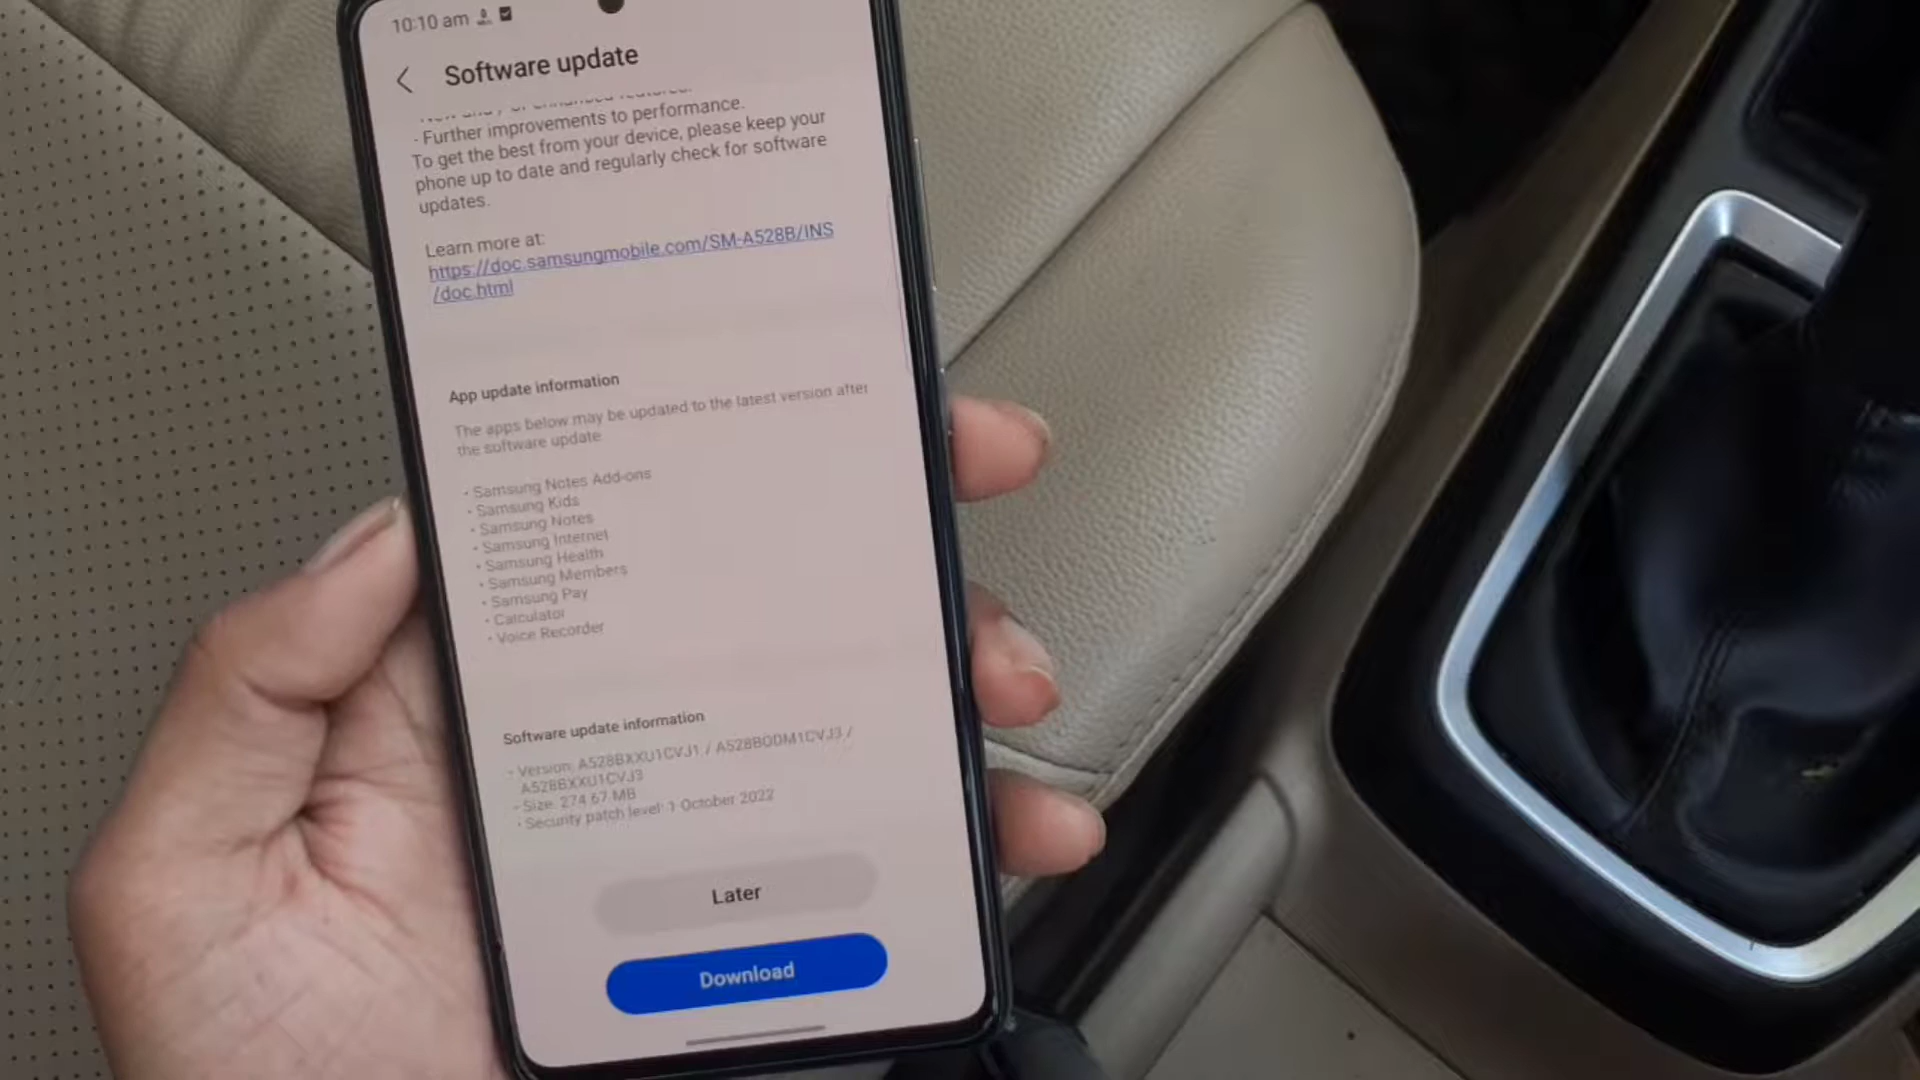 10:10 am
Software update
- Further improvements to performance.
To get the best from your device, please keep your
phone up to date and regularly check for software
updates.
Learn more at:
https://doc.samsungmobile.com/SM-A528B/INS
/doc.html
App update information
The apps below may be updated to the latest version after
the software update
• Samsung Notes Add-ons
• Samsung Kids
• Samsung Notes
• Samsung Internet
• Samsung Health
• Samsung Members
• Samsung Pay
• Calculator
• Voice Recorder
Software update information
• Version: A528BXXU1CVJ1 / A528BODM1CVJ3 /
A528BXXU1CVJ3
• Size: 274.67 MB
• Security patch level: 1 October 2022
Later
Download